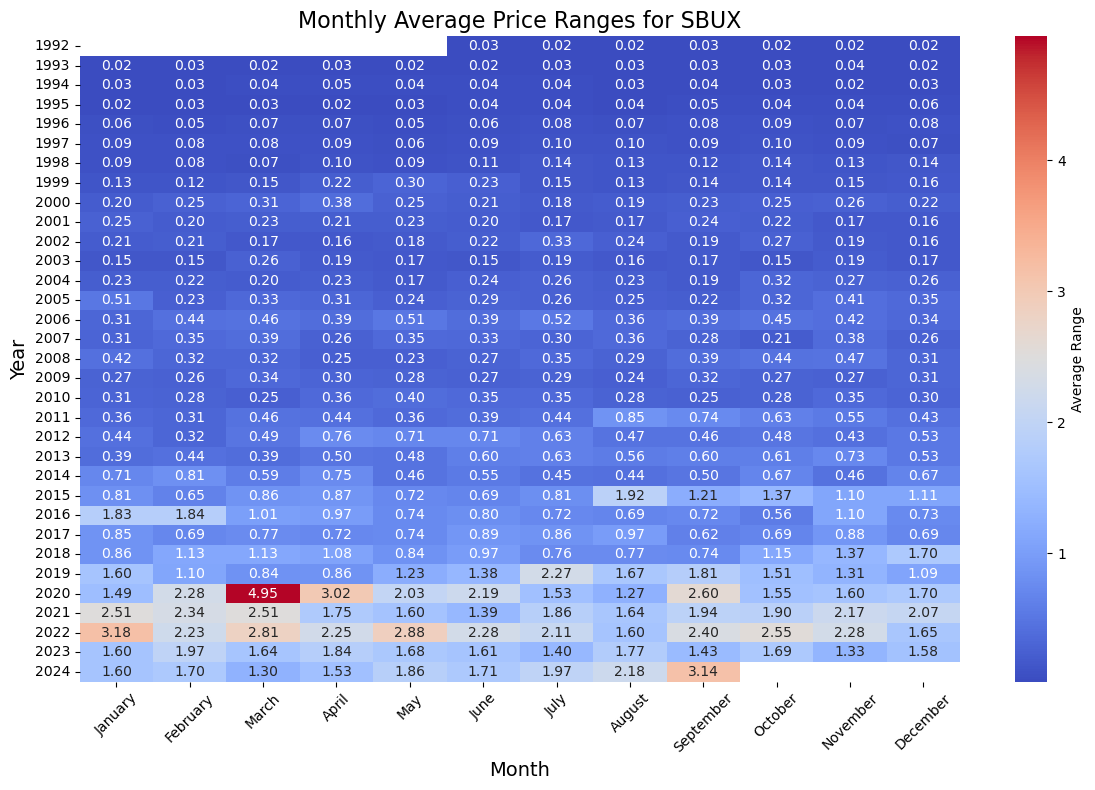 Monthly Average Price Ranges for SBUX
1992 0.03 0.02 0.02 0.03 0.02 0.02 0.02
1993 0.02 0.03 0.02 0.03 0.02 0.02 0.03 0.03 0.03 0.03 0.04 0.02
1994 0.03 0.03 0.04 0.05 0.04 0.04 0.04 0.03 0.04 0.03 0.02 0.03
1995 0.02 0.03 0.03 0.02 0.03 0.04 0.04 0.04 0.05 0.04 0.04 0.06
1996 0.06 0.05 0.07 0.07 0.05 0.06 0.08 0.07 0.08 0.09 0.07 0.08
1997 0.09 0.08 0.08 0.09 0.06 0.09 0.10 0.10 0.09 0.10 0.09 0.07
1998 0.09 0.08 0.07 0.10 0.09 0.11 0.14 0.13 0.12 0.14 0.13 0.14
1999 0.13 0.12 0.15 0.22 0.30 0.23 0.15 0.13 0.14 0.14 0.15 0.16
2000 0.20 0.25 0.31 0.38 0.25 0.21 0.18 0.19 0.23 0.25 0.26 0.22
2001 0.25 0.20 0.23 0.21 0.23 0.20 0.17 0.17 0.24 0.22 0.17 0.16
2002 0.21 0.21 0.17 0.16 0.18 0.22 0.33 0.24 0.19 0.27 0.19 0.16
2003 0.15 0.15 0.26 0.19 0.17 0.15 0.19 0.16 0.17 0.15 0.19 0.17
2004 0.23 0.22 0.20 0.23 0.17 0.24 0.26 0.23 0.19 0.32 0.27 0.26
2005 0.51 0.23 0.33 0.31 0.24 0.29 0.26 0.25 0.22 0.32 0.41 0.35
2006 0.31 0.44 0.46 0.39 0.51 0.39 0.52 0.36 0.39 0.45 0.42 0.34
2007 0.31 0.35 0.39 0.26 0.35 0.33 0.30 0.36 0.28 0.21 0.38 0.26
2008 0.42 0.32 0.32 0.25 0.23 0.27 0.35 0.29 0.39 0.44 0.47 0.31
2009 0.27 0.26 0.34 0.30 0.28 0.27 0.29 0.24 0.32 0.27 0.27 0.31
2010 0.31 0.28 0.25 0.36 0.40 0.35 0.35 0.28 0.25 0.28 0.35 0.30
2011 0.36 0.31 0.46 0.44 0.36 0.39 0.44 0.85 0.74 0.63 0.55 0.43
2012 0.44 0.32 0.49 0.76 0.71 0.71 0.63 0.47 0.46 0.48 0.43 0.53
2013 0.39 0.44 0.39 0.50 0.48 0.60 0.63 0.56 0.60 0.61 0.73 0.53
2014 0.71 0.81 0.59 0.75 0.46 0.55 0.45 0.44 0.50 0.67 0.46 0.67
2015 0.81 0.65 0.86 0.87 0.72 0.69 0.81 1.92 1.21 1.37 1.10 1.11
2016 1.83 1.84 1.01 0.97 0.74 0.80 0.72 0.69 0.72 0.56 1.10 0.73
2017 0.85 0.69 0.77 0.72 0.74 0.89 0.86 0.97 0.62 0.69 0.88 0.69
2018 0.86 1.13 1.13 1.08 0.84 0.97 0.76 0.77 0.74 1.15 1.37 1.70
2019 1.60 1.10 0.84 0.86 1.23 1.38 2.27 1.67 1.81 1.51 1.31 1.09
2020 1.49 2.28 4.95 3.02 2.03 2.19 1.53 1.27 2.60 1.55 1.60 1.70
2021 2.51 2.34 2.51 1.75 1.60 1.39 1.86 1.64 1.94 1.90 2.17 2.07
2022 3.18 2.23 2.81 2.25 2.88 2.28 2.11 1.60 2.40 2.55 2.28 1.65
2023 1.60 1.97 1.64 1.84 1.68 1.61 1.40 1.77 1.43 1.69 1.33 1.58
2024 1.60 1.70 1.30 1.53 1.86 1.71 1.97 2.18 3.14
January February March April May June July August September October November December
Month
Year
4
3
2
1
Average Range